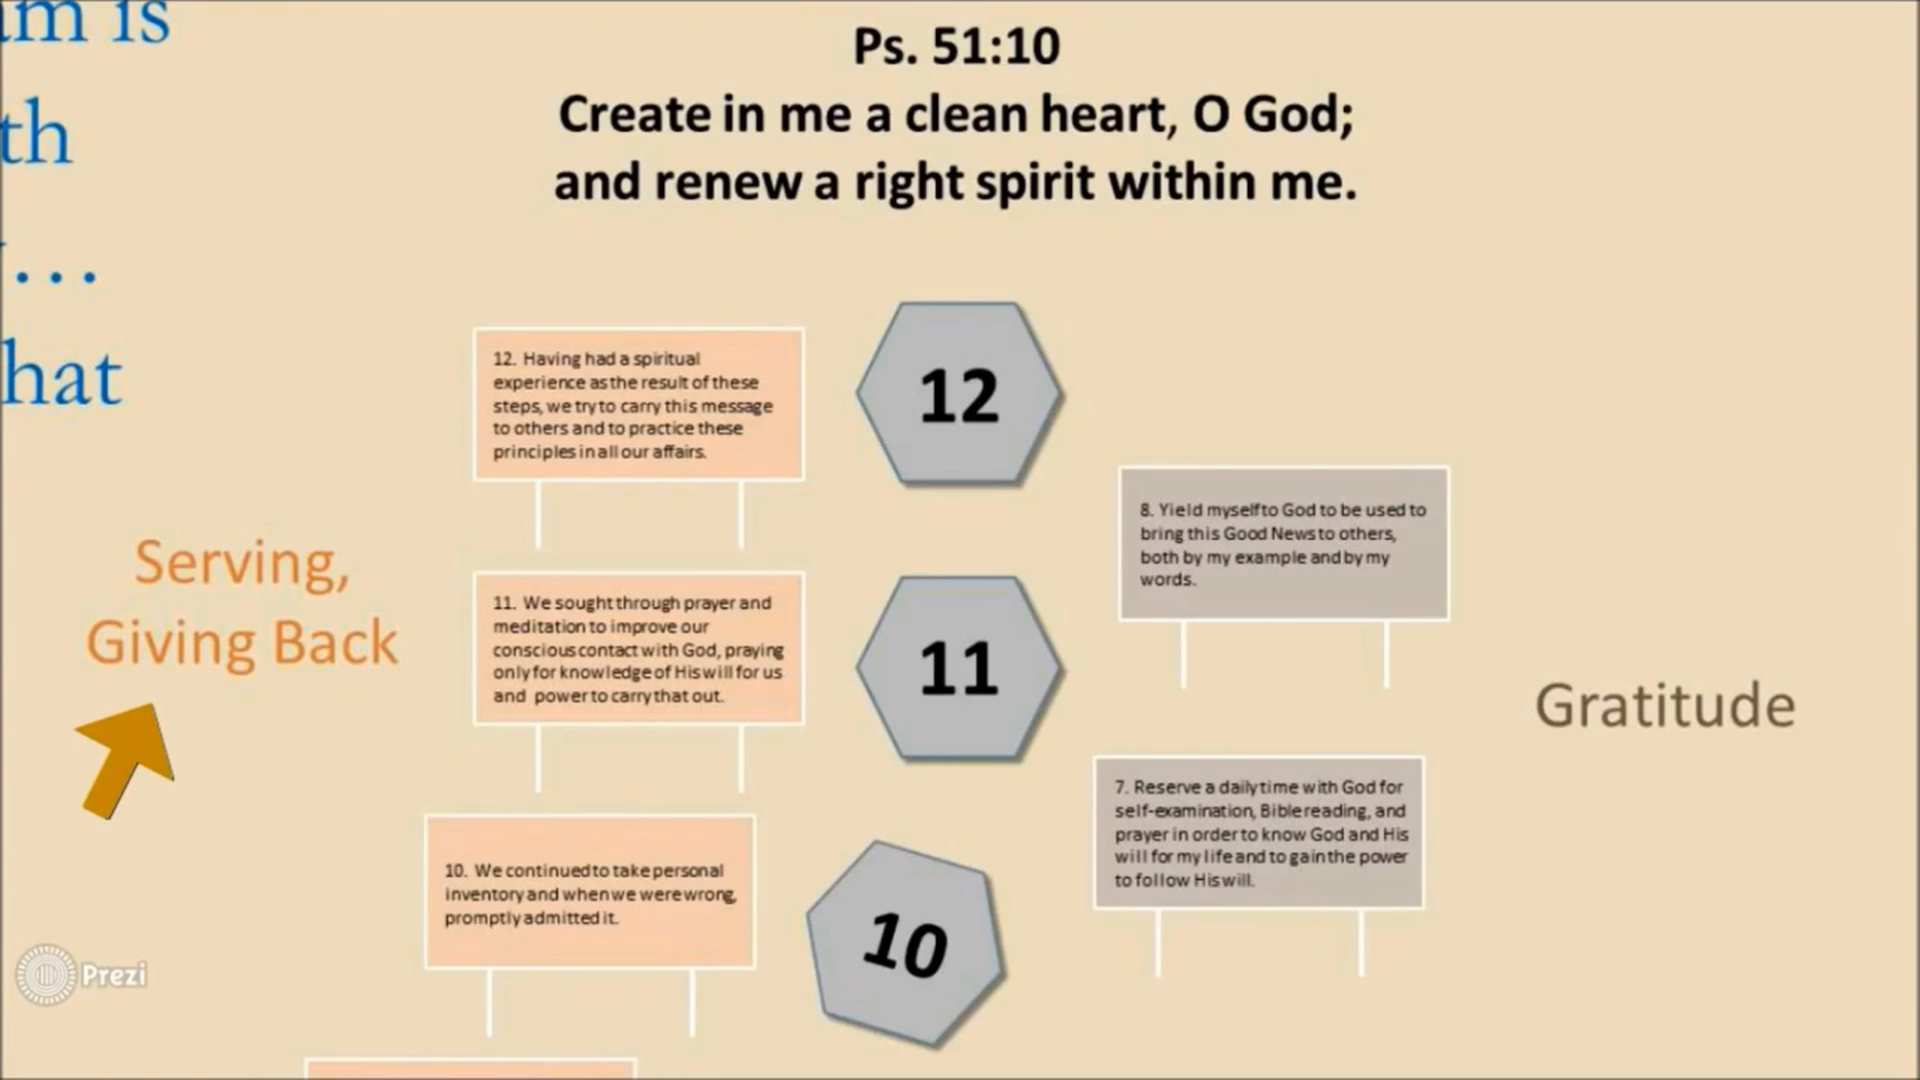 m is
th
...
hat
Ps. 51:10
Create in me a clean heart, O God;
and renew a right spirit within me.
12. Having had a spiritual
experience as the result of these
steps, we try to carry this message
to others and to practice these
principles in all our affairs.
12
8. Yield myself to God to be used to
bring this Good News to others,
both by my example and by my
words.
Serving,
Giving Back
11. We sought through prayer and
meditation to improve our
conscious contact with God, praying
only for knowledge of His will for us
and power to carry that out.
11
Gratitude
7. Reserve a daily time with God for
self-examination, Bible reading, and
prayer in order to know God and His
will for my life and to gain the power
to follow His will.
10. We continued to take personal
inventory and when we were wrong,
promptly admitted it.
10
Prezi